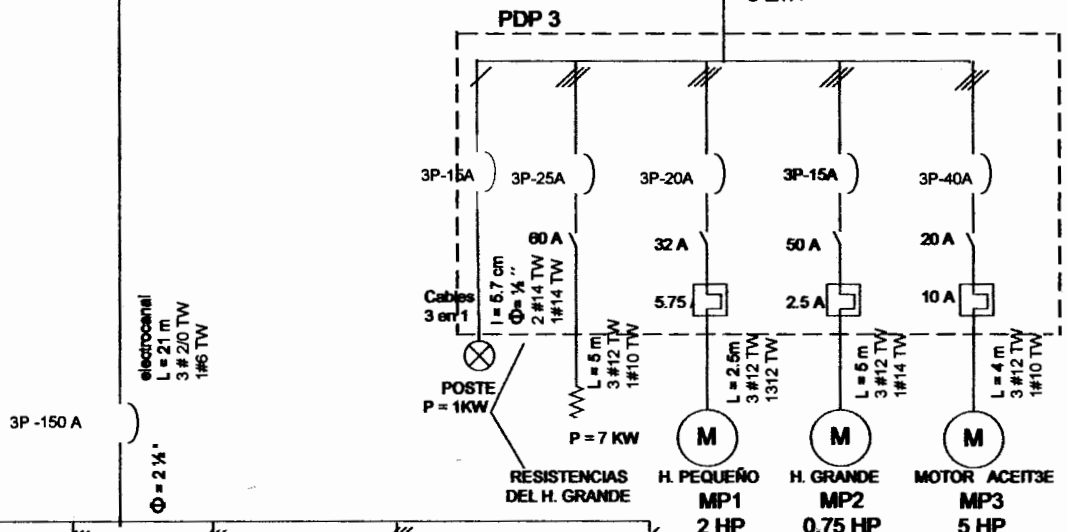 PDP 3
3P-15A
3P-25A
3P-20A
3P-15A
3P-40A
60 A
32 A
50 A
20 A
5.75
2.5 A
10 A
Cables
3 en 1
l = 5.7 cm
Φ = ½ "
2 #14 TW
1#14 TW
electrocanal
L = 21 m
3 # 2/0 TW
1#6 TW
L = 5 m
3 #12 TW
1#10 TW
L = 2.5m
3 #12 TW
1312 TW
L = 5 m
3 #12 TW
1#14 TW
L = 4 m
3 #12 TW
1#10 TW
POSTE
P = 1KW
3P -150 A
Φ = 2 ½ "
P = 7 KW
M
M
M
RESISTENCIAS
DEL H. GRANDE
H. PEQUEÑO
MP1
2 HP
H. GRANDE
MP2
0.75 HP
MOTOR ACEIT3E
MP3
5 HP